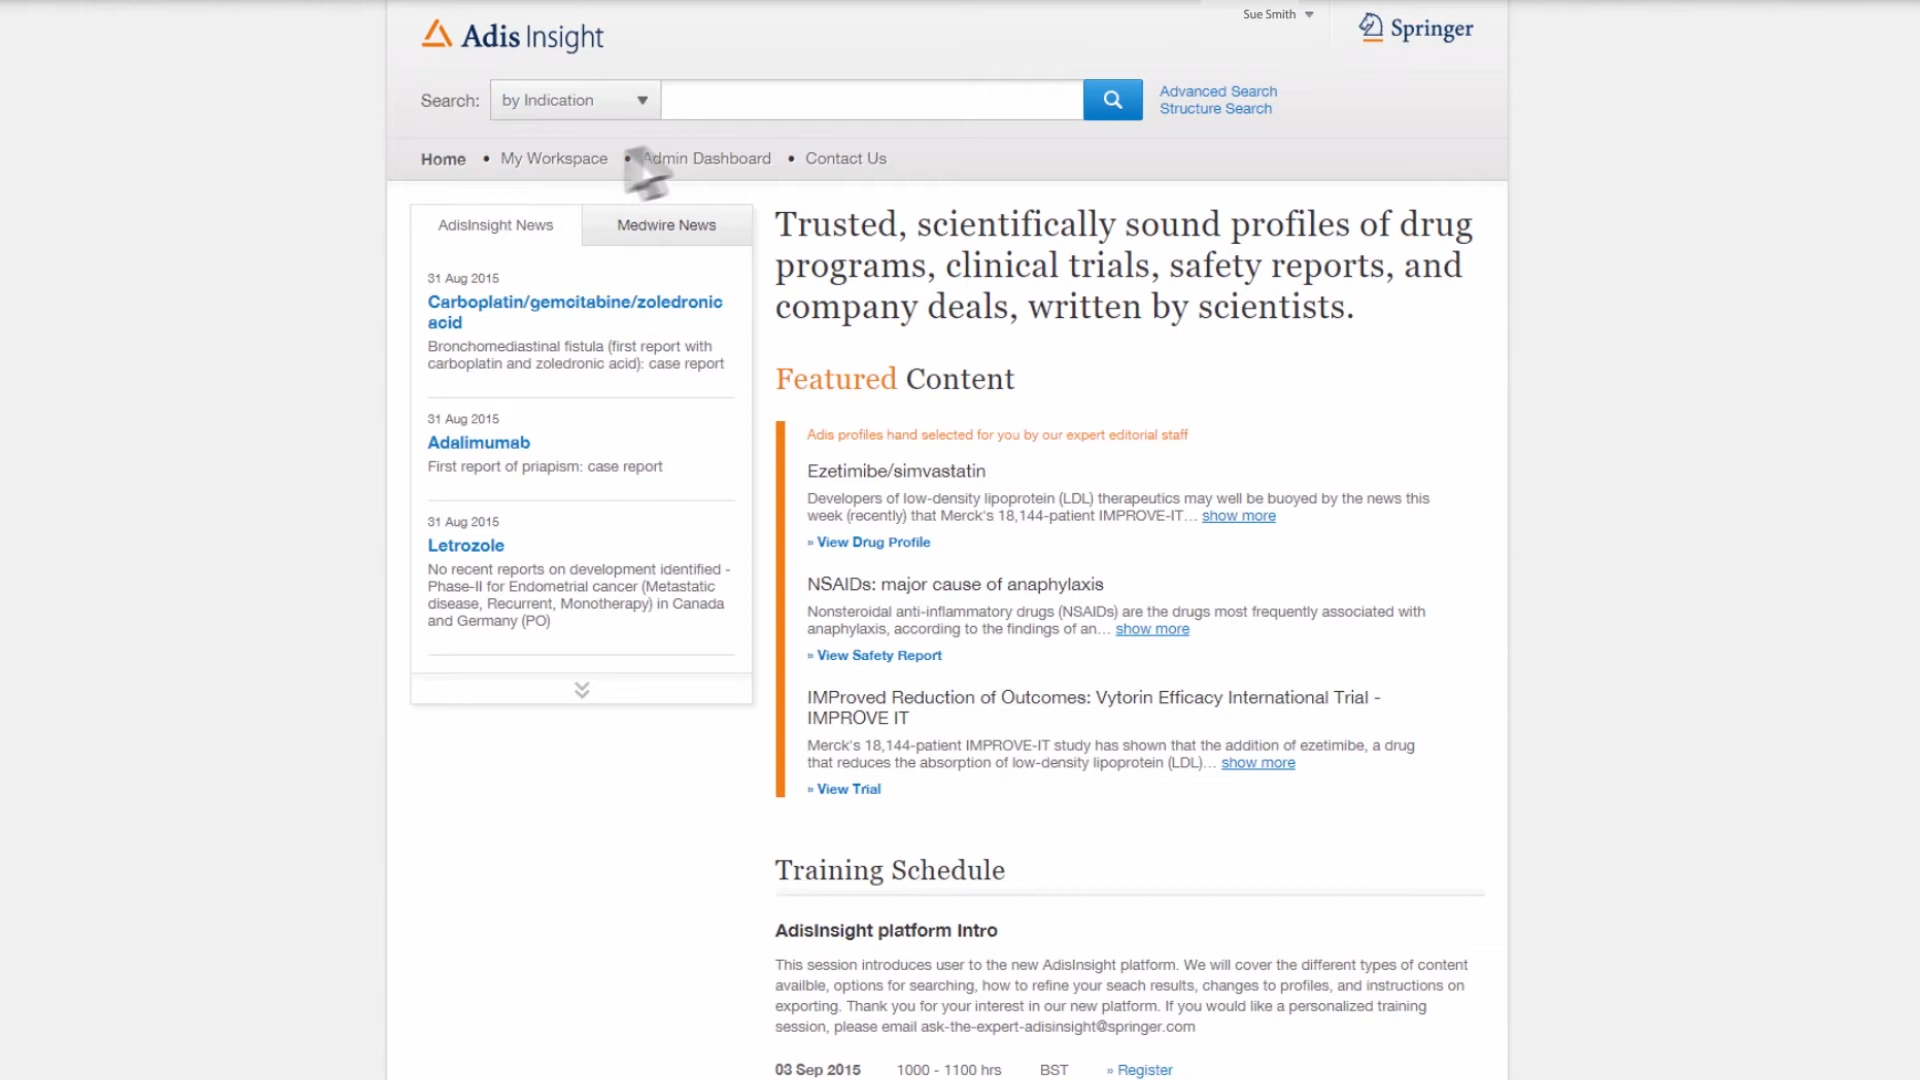 Adis Insight
Sue Smith
Springer
Search:
by Indication
Advanced Search
Structure Search
Home • My Workspace • Admin Dashboard • Contact Us
AdisInsight News
Medwire News
31 Aug 2015
Carboplatin/gemcitabine/zoledronic
acid
Bronchomediastinal fistula (first report with
carboplatin and zoledronic acid): case report
31 Aug 2015
Adalimumab
First report of priapism: case report
31 Aug 2015
Letrozole
No recent reports on development identified -
Phase-II for Endometrial cancer (Metastatic
disease, Recurrent, Monotherapy) in Canada
and Germany (PO)
Trusted, scientifically sound profiles of drug
programs, clinical trials, safety reports, and
company deals, written by scientists.
Featured Content
Adis profiles hand selected for you by our expert editorial staff
Ezetimibe/simvastatin
Developers of low-density lipoprotein (LDL) therapeutics may well be buoyed by the news this
week (recently) that Merck's 18,144-patient IMPROVE-IT... show more
» View Drug Profile
NSAIDs: major cause of anaphylaxis
Nonsteroidal anti-inflammatory drugs (NSAIDs) are the drugs most frequently associated with
anaphylaxis, according to the findings of an... show more
» View Safety Report
IMProved Reduction of Outcomes: Vytorin Efficacy International Trial -
IMPROVE IT
Merck's 18,144-patient IMPROVE-IT study has shown that the addition of ezetimibe, a drug
that reduces the absorption of low-density lipoprotein (LDL)... show more
» View Trial
Training Schedule
AdisInsight platform Intro
This session introduces user to the new AdisInsight platform. We will cover the different types of content
availble, options for searching, how to refine your seach results, changes to profiles, and instructions on
exporting. Thank you for your interest in our new platform. If you would like a personalized training
session, please email ask-the-expert-adisinsight@springer.com
03 Sep 2015 1000 - 1100 hrs BST » Register